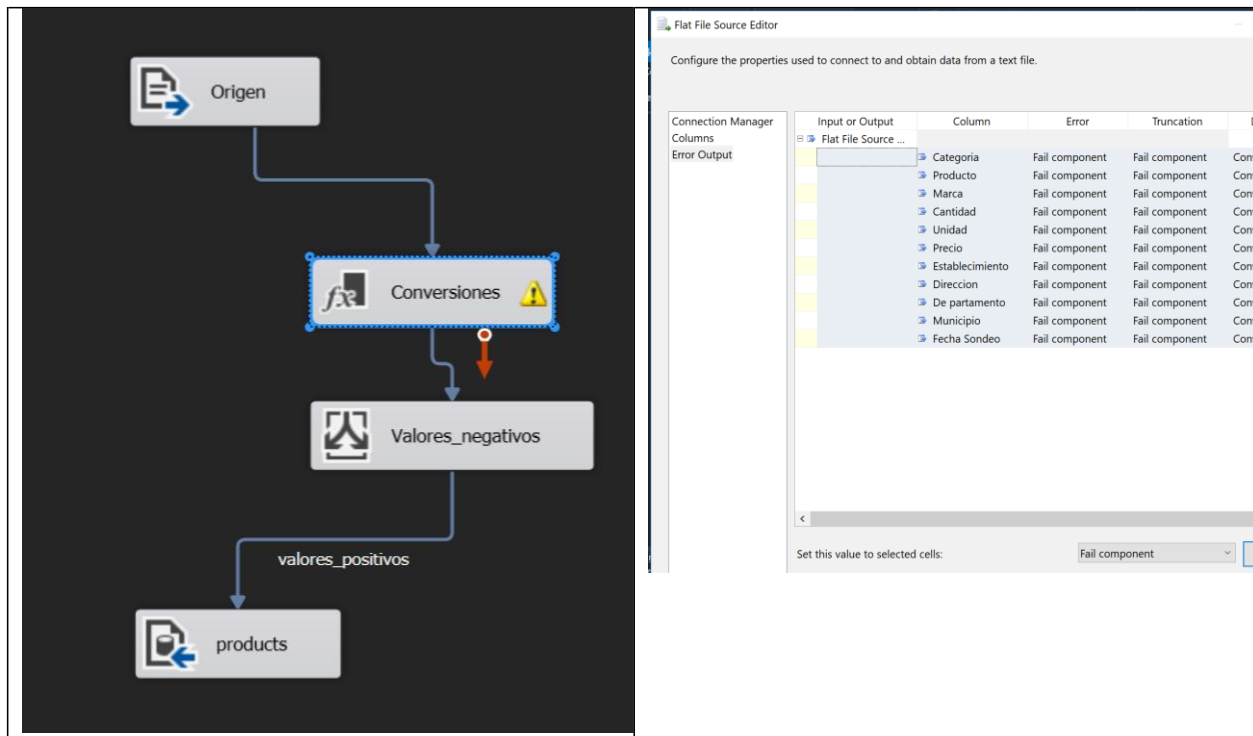 Origen
Conversiones
Valores_negativos
valores_positivos
products
Flat File Source Editor
Configure the properties used to connect to and obtain data from a text file.
Connection Manager
Columns
Error Output
Input or Output Column Error Truncation
Flat File Source ...
Categoria Fail component Fail component
Producto Fail component Fail component
Marca Fail component Fail component
Cantidad Fail component Fail component
Unidad Fail component Fail component
Precio Fail component Fail component
Establecimiento Fail component Fail component
Direccion Fail component Fail component
De partamento Fail component Fail component
Municipio Fail component Fail component
Fecha Sondeo Fail component Fail component
Set this value to selected cells: Fail component